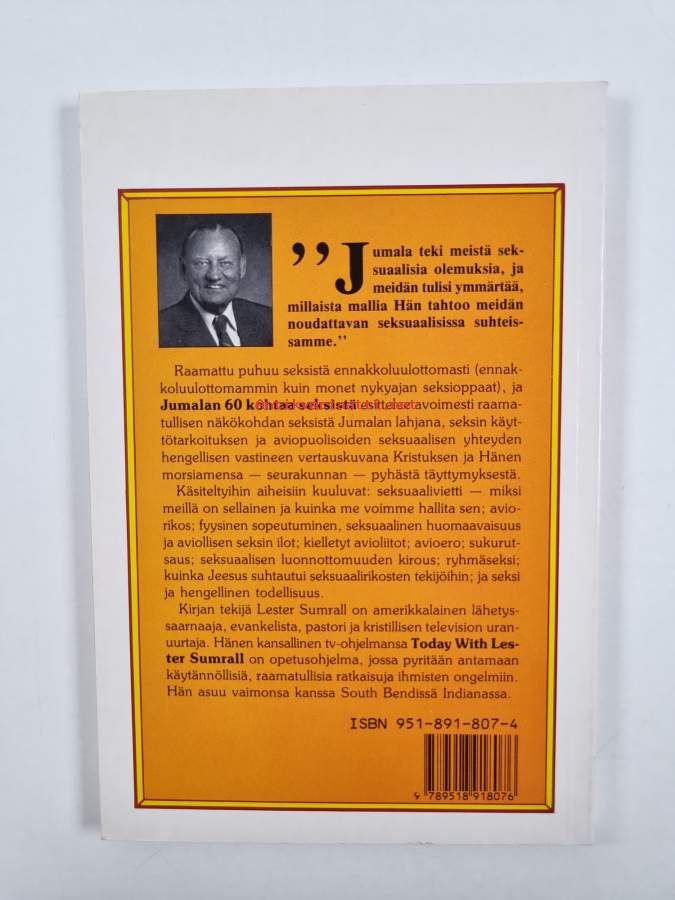 "Jumala teki meistä sek-
suaalisia olemuksia, ja
meidän tulisi ymmärtää,
millaista mallia Hän tahtoo meidän
noudattavan seksuaalisissa suhteis-
samme."
Raamattu puhuu seksistä ennakkoluulottomasti (ennak-
koluulottomammin kuin monet nykyajan seksioppaat), ja
Jumalan 60 kohtaa seksistä avoimesti raama-
tullisen näkökohdan seksistä Jumalan lahjana, seksin käyt-
tötarkoituksen ja aviopuolisoiden seksuaalisen yhteyden
hengellisen vastineen vertauskuvana Kristuksen ja Hänen
morsiamensa — seurakunnan — pyhästä täyttymyksestä.
Käsiteltyihin aiheisiin kuuluvat: seksuaalivietti — miksi
meillä on sellainen ja kuinka me voimme hallita sen; avio-
rikos; fyysinen sopeutuminen, seksuaalinen huomaavaisuus
ja aviollisen seksin ilot; kielletyt avioliitot; avioero; sukurut-
saus; seksuaalisen luonnottomuuden kirous; ryhmäseksi;
kuinka Jeesus suhtautui seksuaalirikosten tekijöihin; ja seksi
ja hengellinen todellisuus.
Kirjan tekijä Lester Sumrall on amerikkalainen lähetys-
saarnaaja, evankelista, pastori ja kristillisen television uran-
uurtaja. Hänen kansallinen tv-ohjelmansa Today With Les-
ter Sumrall on opetusohjelma, jossa pyritään antamaan
käytännöllisiä, raamatullisia ratkaisuja ihmisten ongelmiin.
Hän asuu vaimonsa kanssa South Bendissä Indianassa.
ISBN 951-891-807-4
9 789518 918076